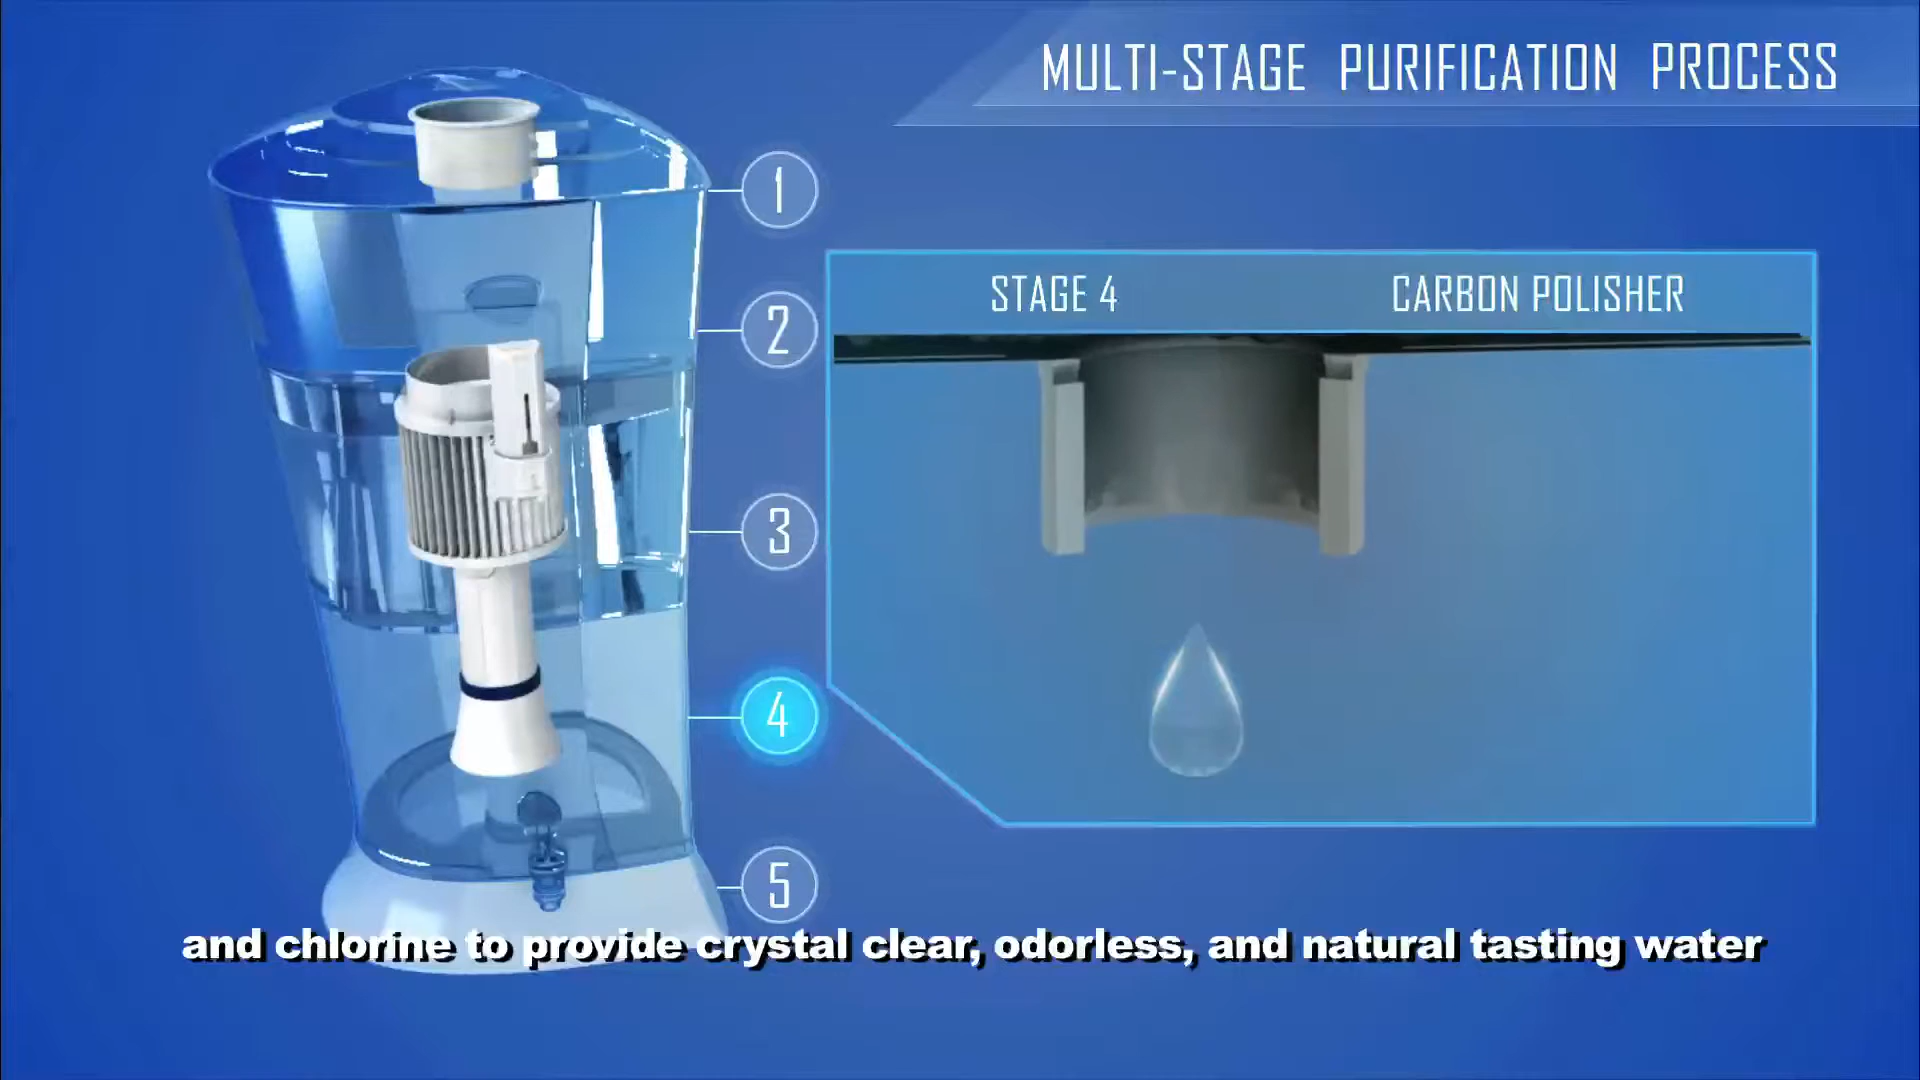 MULTI-STAGE PURIFICATION PROCESS
1
2
STAGE 4 CARBON POLISHER
3
4
5
and chlorine to provide crystal clear, odorless, and natural tasting water